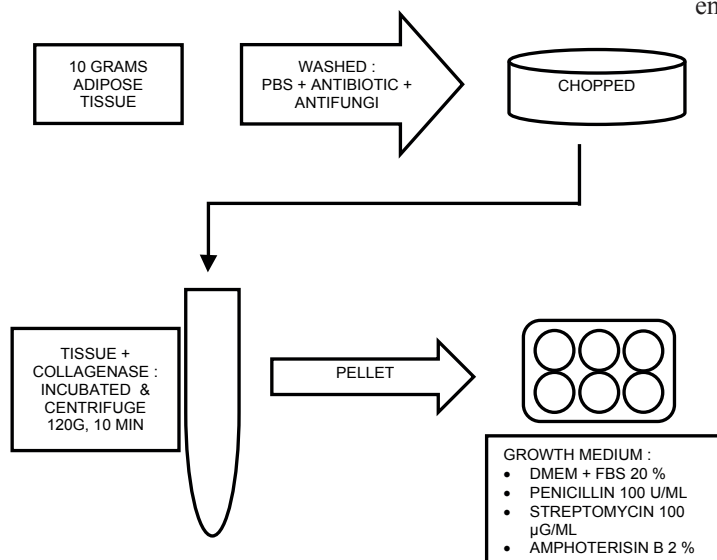 en
10 GRAMS
ADIPOSE
TISSUE
WASHED :
PBS + ANTIBIOTIC +
ANTIFUNGI
CHOPPED
TISSUE +
COLLAGENASE :
INCUBATED &
CENTRIFUGE
120G, 10 MIN
PELLET
GROWTH MEDIUM :
• DMEM + FBS 20 %
• PENICILLIN 100 U/ML
• STREPTOMYCIN 100
µG/ML
• AMPHOTERISIN B 2 %